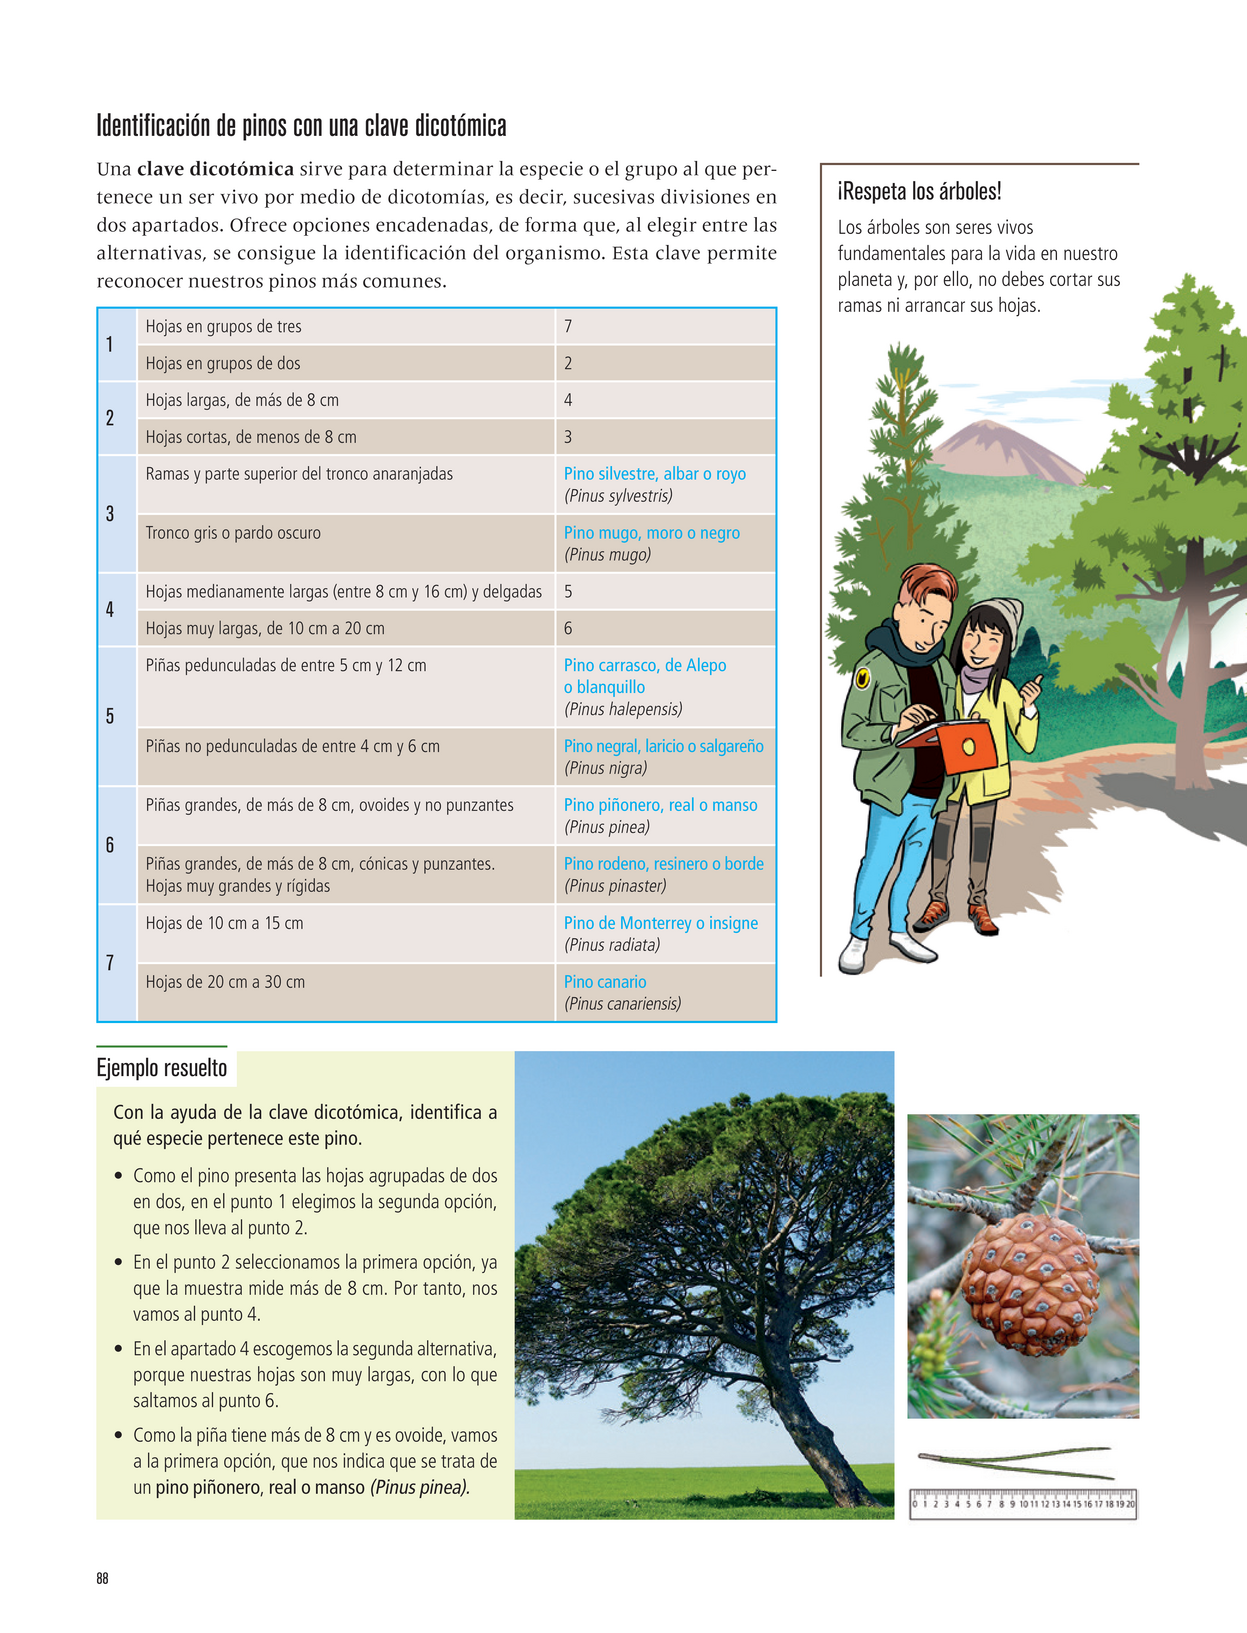 Identificación de pinos con una clave dicotómica
Una clave dicotómica sirve para determinar la especie o el grupo al que per-
tenece un ser vivo por medio de dicotomías, es decir, sucesivas divisiones en
dos apartados. Ofrece opciones encadenadas, de forma que, al elegir entre las
alternativas, se consigue la identificación del organismo. Esta clave permite
reconocer nuestros pinos más comunes.
1
Hojas en grupos de tres
7
Hojas en grupos de dos
2
2
Hojas largas, de más de 8 cm
4
Hojas cortas, de menos de 8 cm
3
3
Ramas y parte superior del tronco anaranjadas
Pino silvestre, albar o royo
(Pinus sylvestris)
Tronco gris o pardo oscuro
Pino mugo, moro o negro
(Pinus mugo)
4
Hojas medianamente largas (entre 8 cm y 16 cm) y delgadas
5
Hojas muy largas, de 10 cm a 20 cm
6
5
Piñas pedunculadas de entre 5 cm y 12 cm
Pino carrasco, de Alepo
o blanquillo
(Pinus halepensis)
Piñas no pedunculadas de entre 4 cm y 6 cm
Pino negral, laricio o salgareño
(Pinus nigra)
6
Piñas grandes, de más de 8 cm, ovoides y no punzantes
Pino piñonero, real o manso
(Pinus pinea)
Piñas grandes, de más de 8 cm, cónicas y punzantes.
Hojas muy grandes y rígidas
Pino rodeno, resinero o borde
(Pinus pinaster)
7
Hojas de 10 cm a 15 cm
Pino de Monterrey o insigne
(Pinus radiata)
Hojas de 20 cm a 30 cm
Pino canario
(Pinus canariensis)
¡Respeta los árboles!
Los árboles son seres vivos
fundamentales para la vida en nuestro
planeta y, por ello, no debes cortar sus
ramas ni arrancar sus hojas.
Ejemplo resuelto
Con la ayuda de la clave dicotómica, identifica a
qué especie pertenece este pino.
• Como el pino presenta las hojas agrupadas de dos
en dos, en el punto 1 elegimos la segunda opción,
que nos lleva al punto 2.
• En el punto 2 seleccionamos la primera opción, ya
que la muestra mide más de 8 cm. Por tanto, nos
vamos al punto 4.
• En el apartado 4 escogemos la segunda alternativa,
porque nuestras hojas son muy largas, con lo que
saltamos al punto 6.
• Como la piña tiene más de 8 cm y es ovoide, vamos
a la primera opción, que nos indica que se trata de
un pino piñonero, real o manso (Pinus pinea).
0 1 2 3 4 5 6 7 8 9 10 11 12 13 14 15 16 17 18 19 20
88